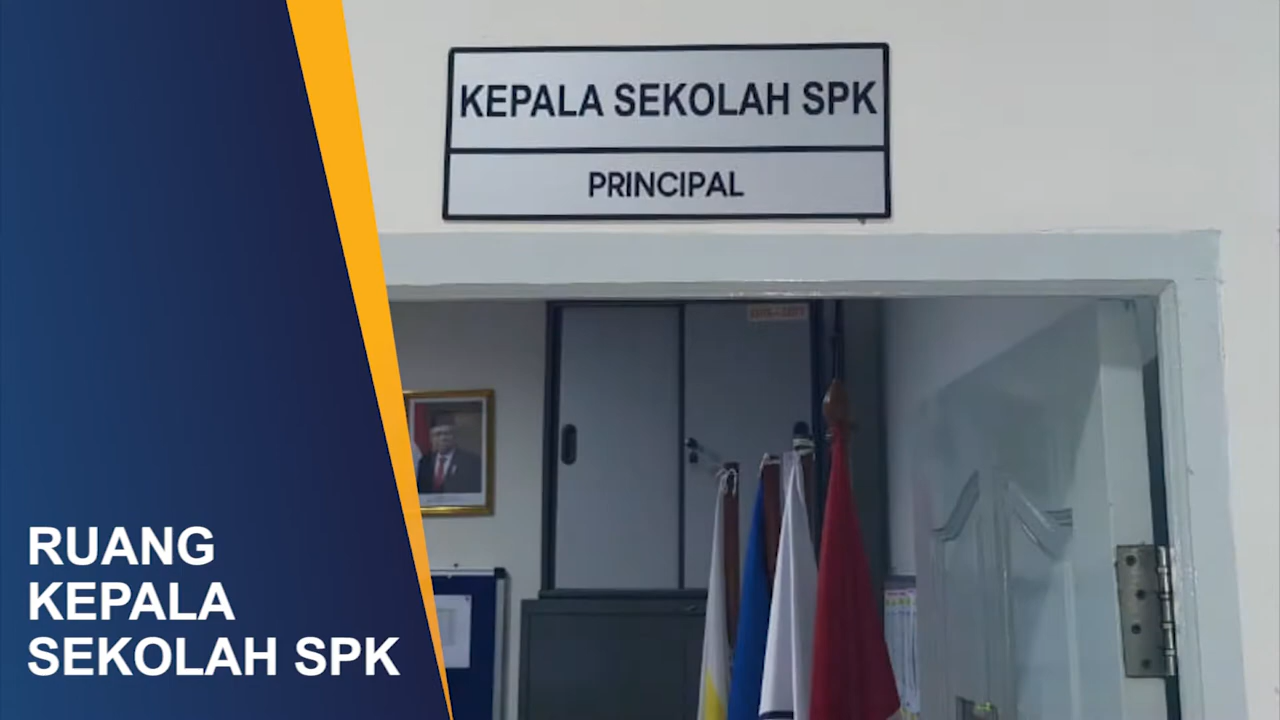 KEPALA SEKOLAH SPK
PRINCIPAL
RUANG
KEPALA
SEKOLAH SPK